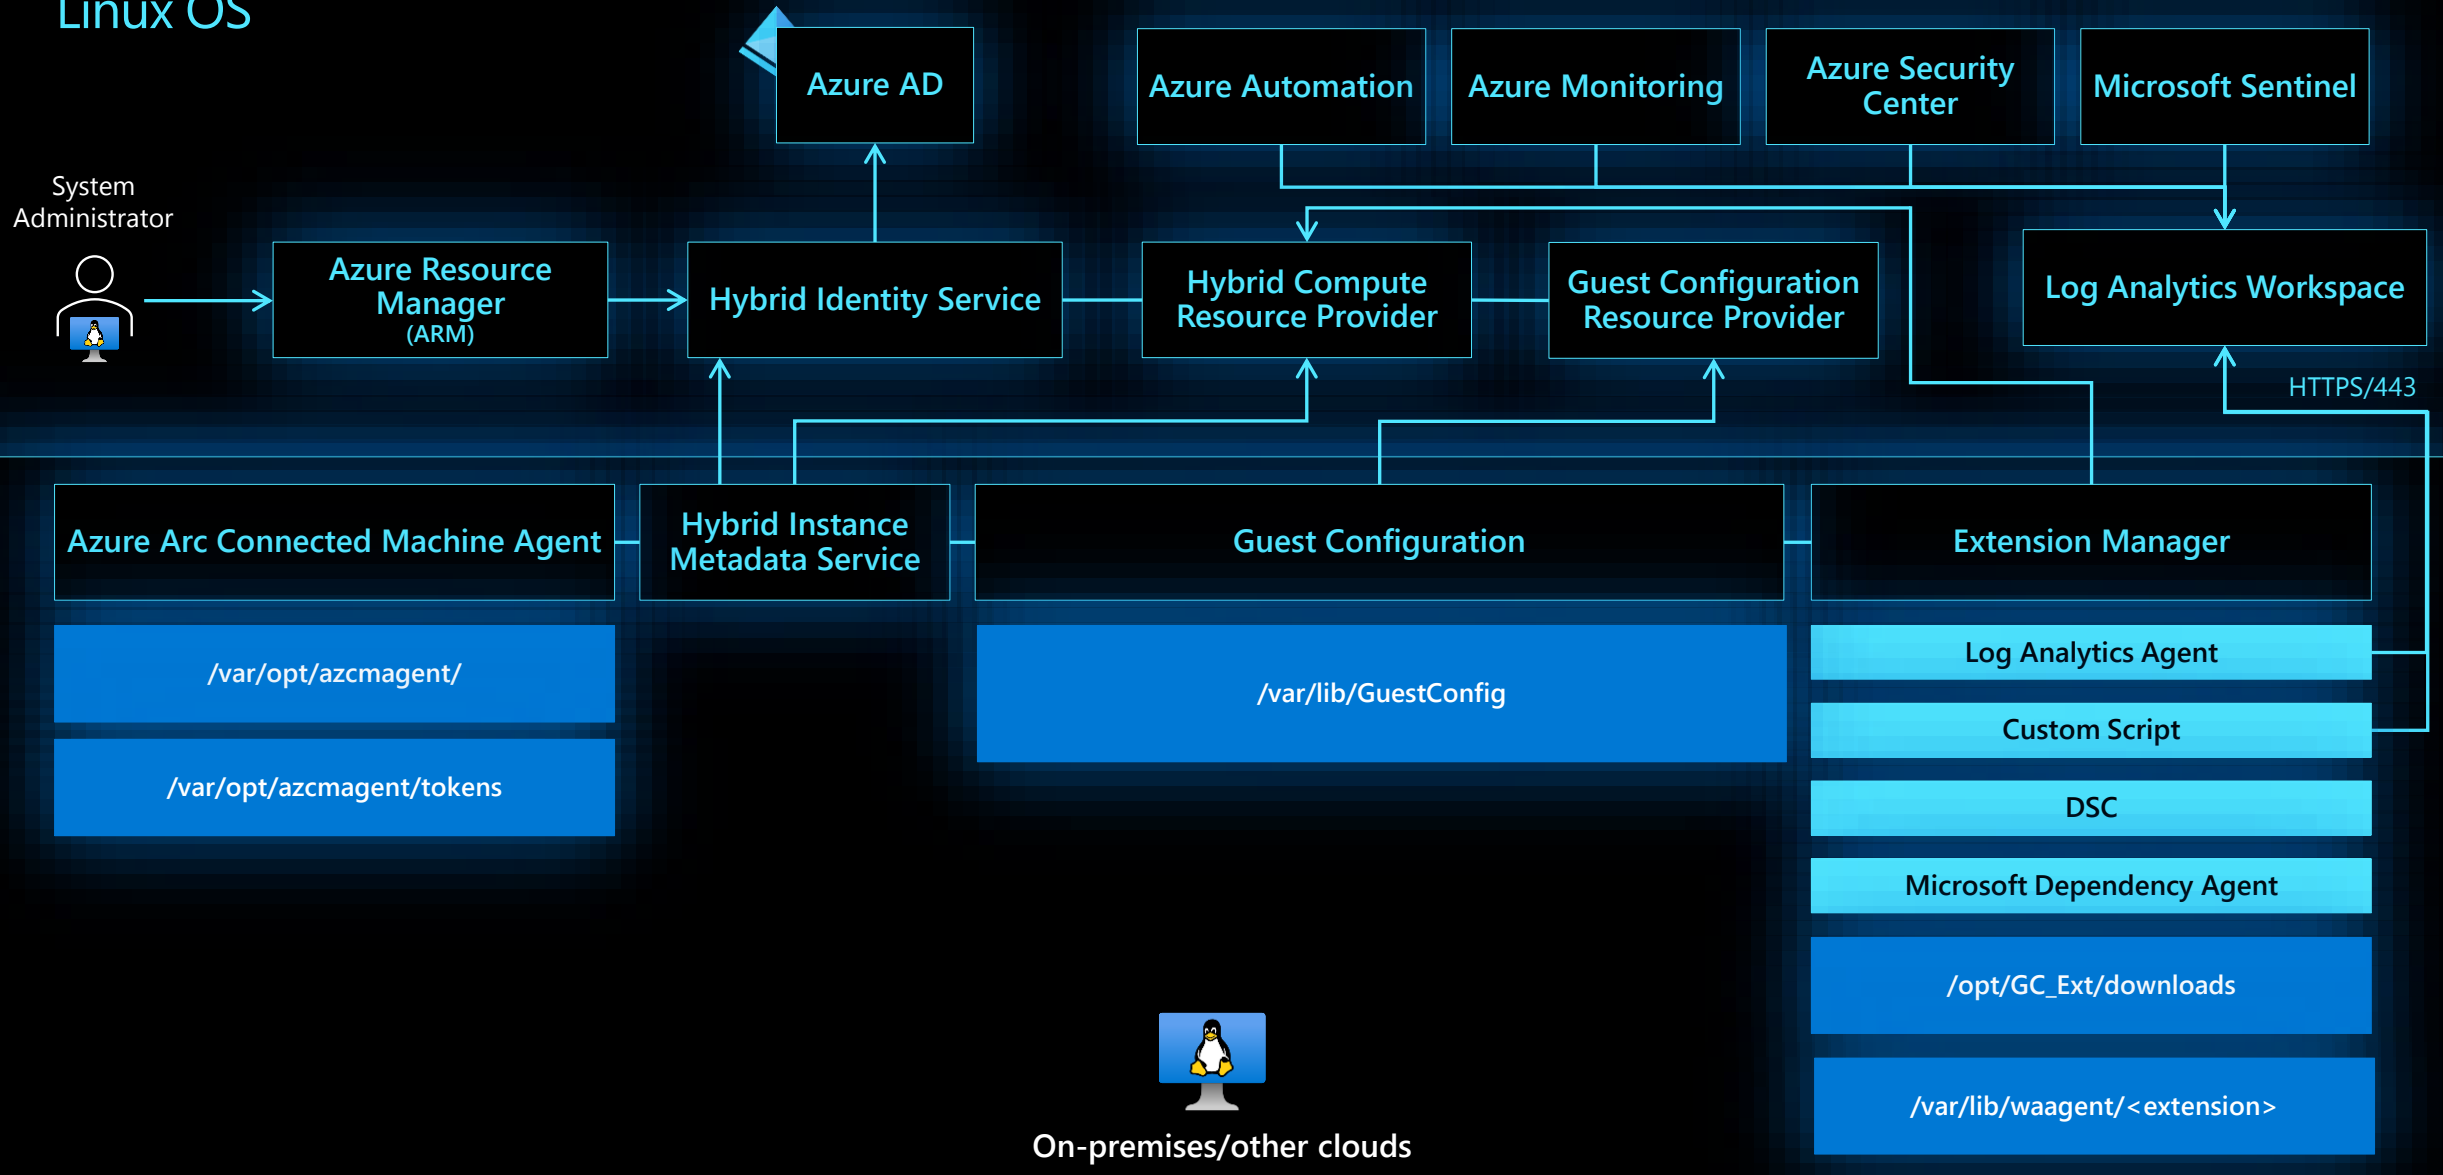 Linux OS
Azure AD
Azure Automation
Azure Monitoring
Azure Security
Center
Microsoft Sentinel
System
Administrator
Azure Resource
Manager
(ARM)
Hybrid Identity Service
Hybrid Compute
Resource Provider
Guest Configuration
Resource Provider
Log Analytics Workspace
HTTPS/443
Azure Arc Connected Machine Agent
Hybrid Instance
Metadata Service
Guest Configuration
Extension Manager
/var/opt/azcmagent/
/var/opt/azcmagent/tokens
/var/lib/GuestConfig
Log Analytics Agent
Custom Script
DSC
Microsoft Dependency Agent
/opt/GC_Ext/downloads
/var/lib/waagent/<extension>
On-premises/other clouds